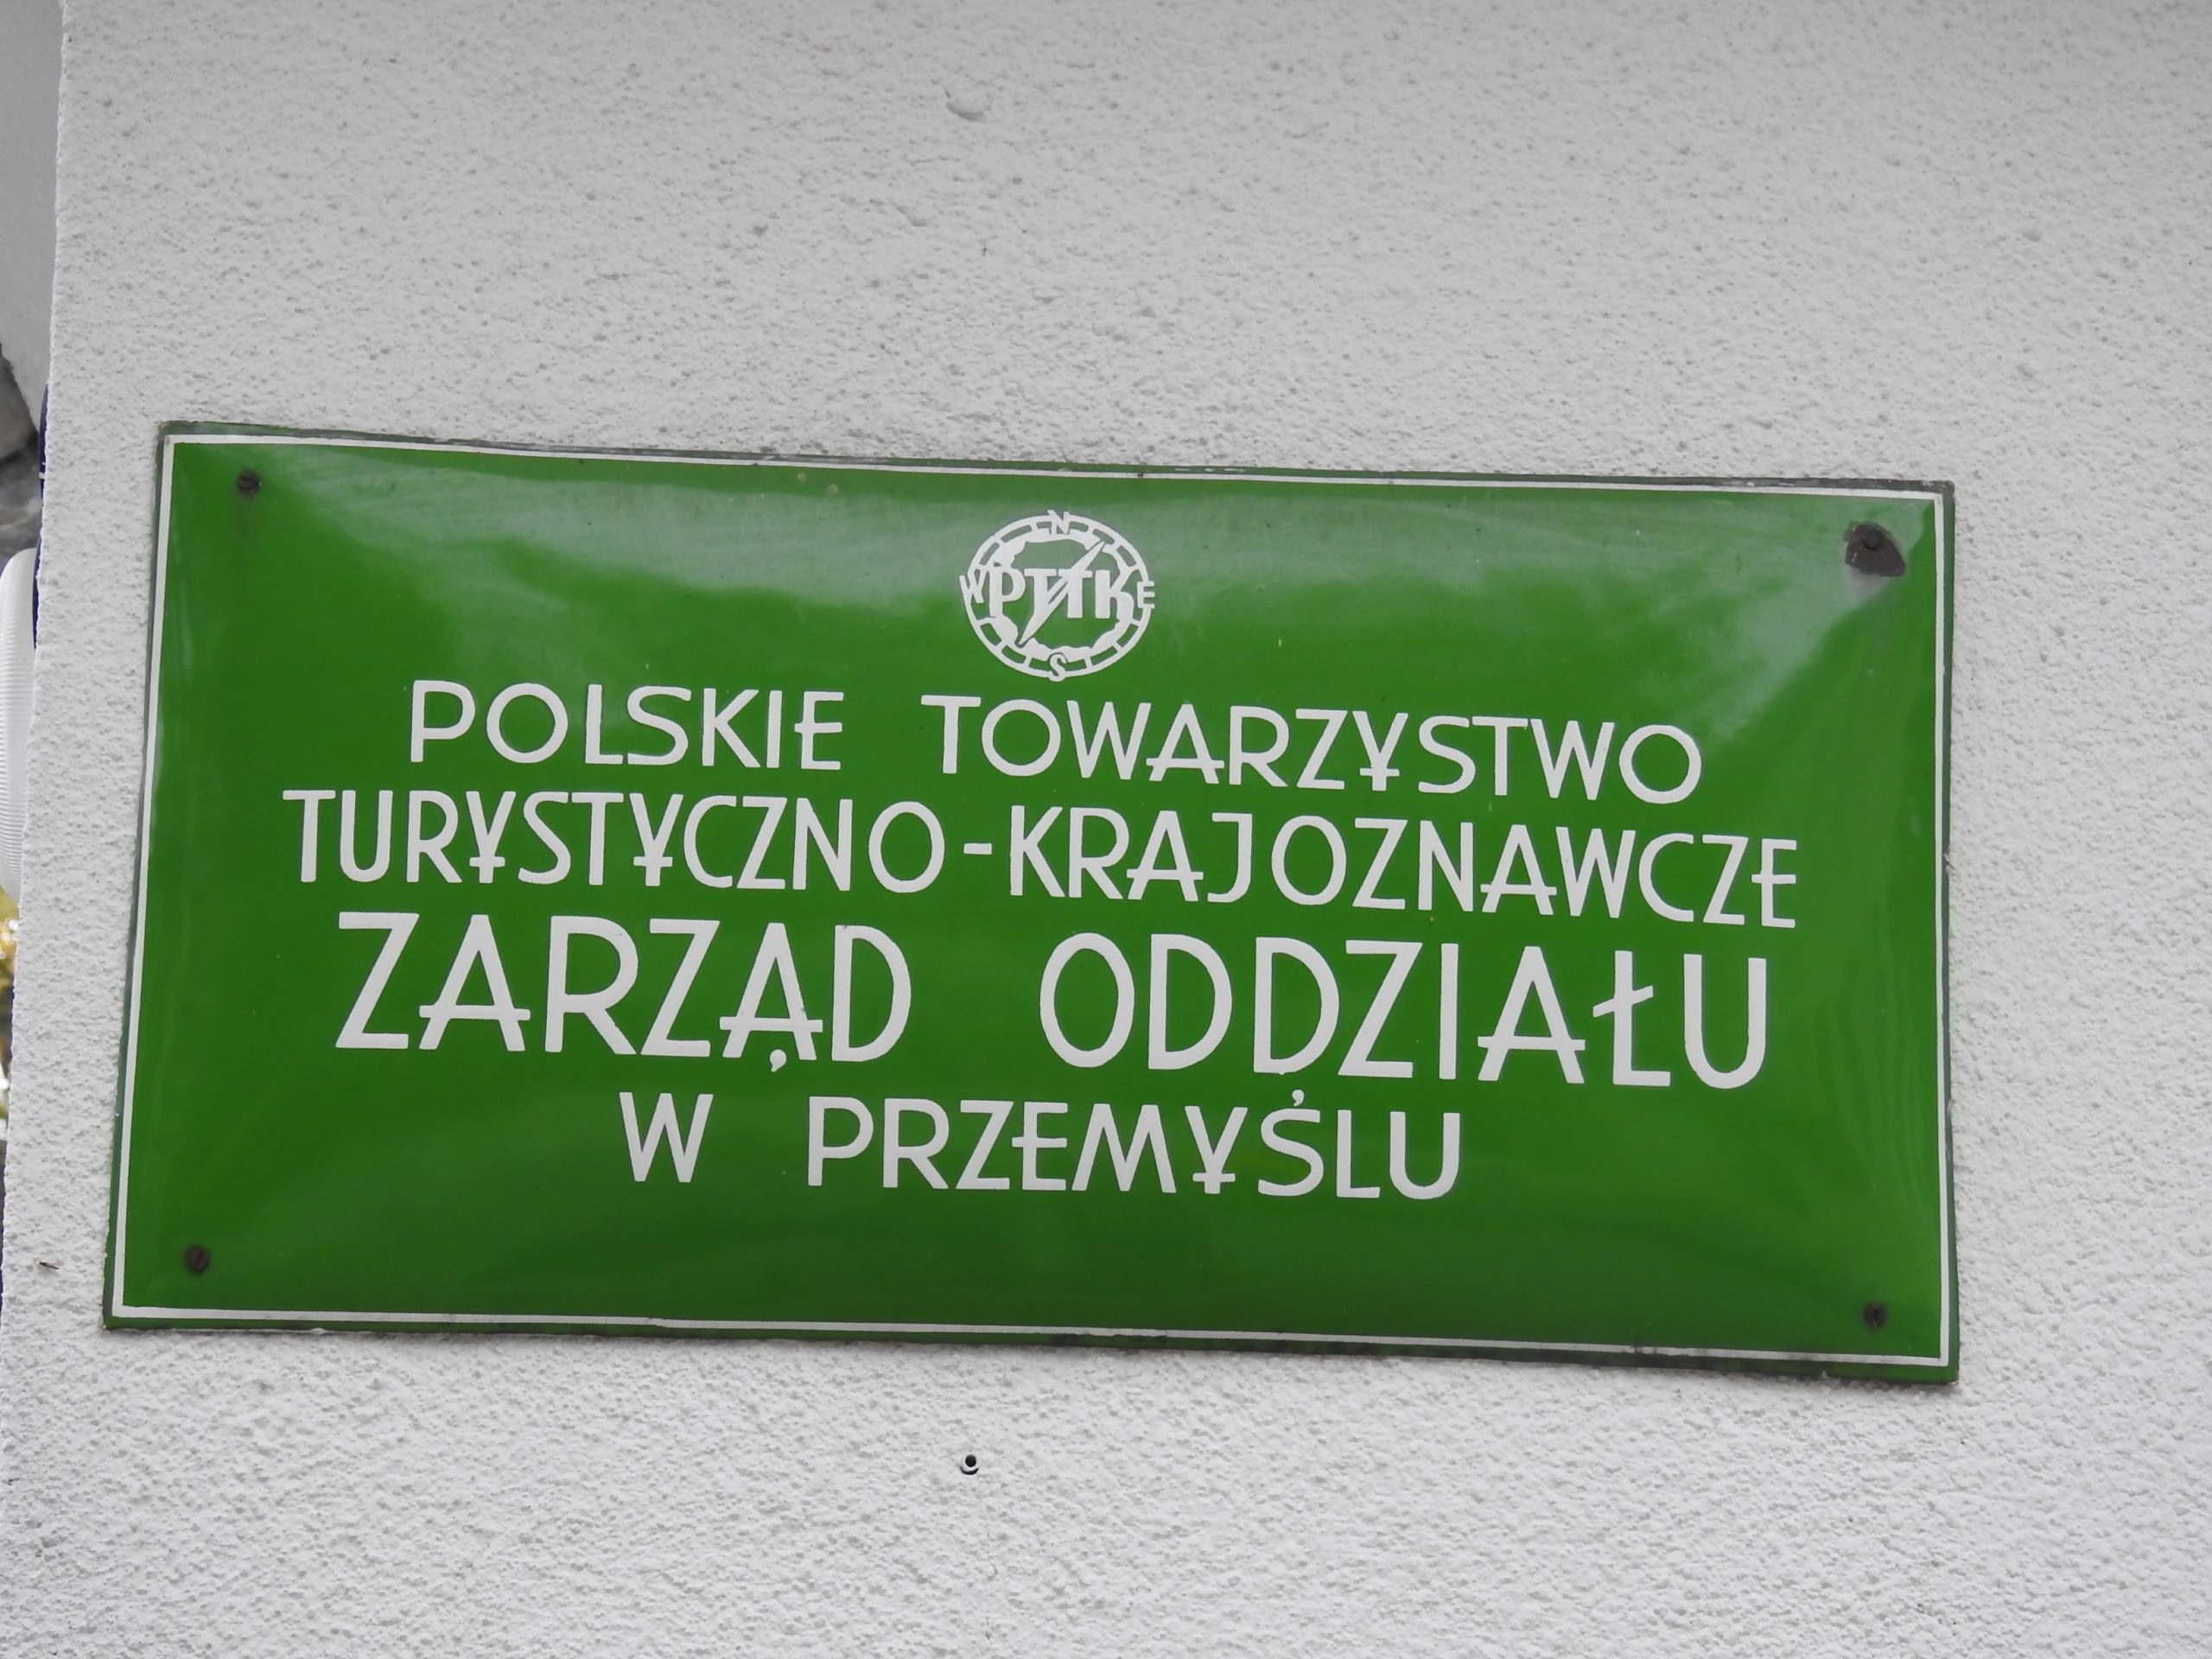 N
W PTTK E
S
POLSKIE TOWARZYSTWO
TURYSTYCZNO-KRAJOZNAWCZE
ZARZĄD ODDZIAŁU
W PRZEMYŚLU